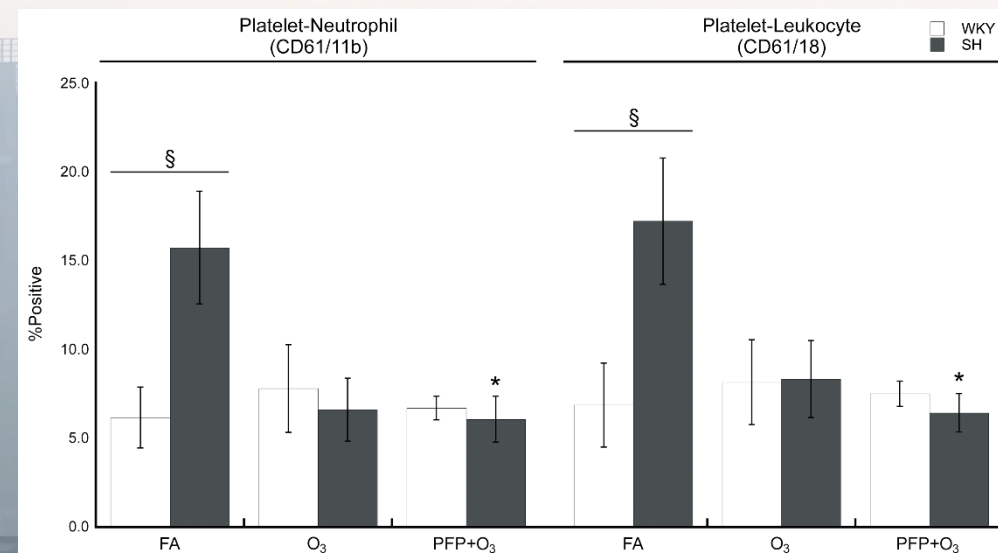 Platelet-Neutrophil
(CD61/11b)
Platelet-Leukocyte
(CD61/18)
WKY
SH
%Positive
25.0
20.0
15.0
10.0
5.0
0.0
§
*
§
*
FA
O₃
PFP+O₃
FA
O₃
PFP+O₃